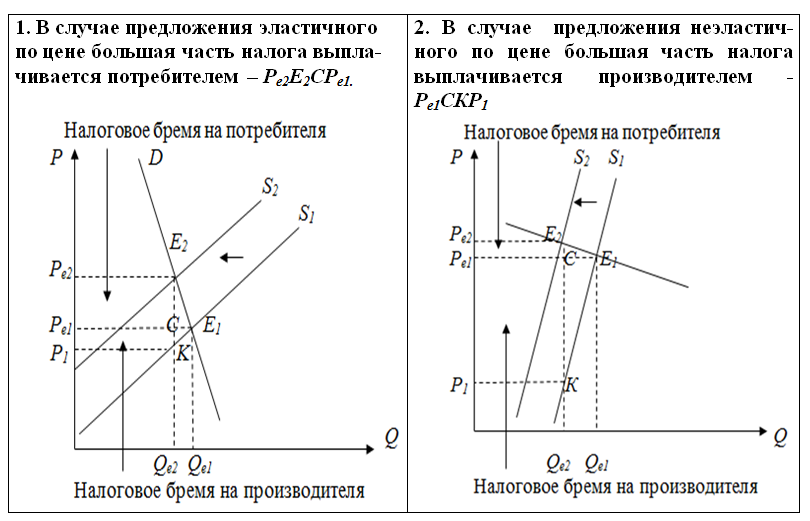 1. В случае предложения эластичного
по цене большая часть налога выпла-
чивается потребителем – Pe2E2CPe1.
Налоговое бремя на потребителя
P
D
S2
S1
E2
Pe2
Pe1
C
E1
P1
K
Q
Qe2 Qe1
Налоговое бремя на производителя
2. В случае предложения неэластич-
ного по цене большая часть налога
выплачивается производителем -
Pe1CKP1
Налоговое бремя на потребителя
P
S2
S1
Pe2
E2
Pe1
C
E1
P1
K
Q
Qe2 Qe1
Налоговое бремя на производителя